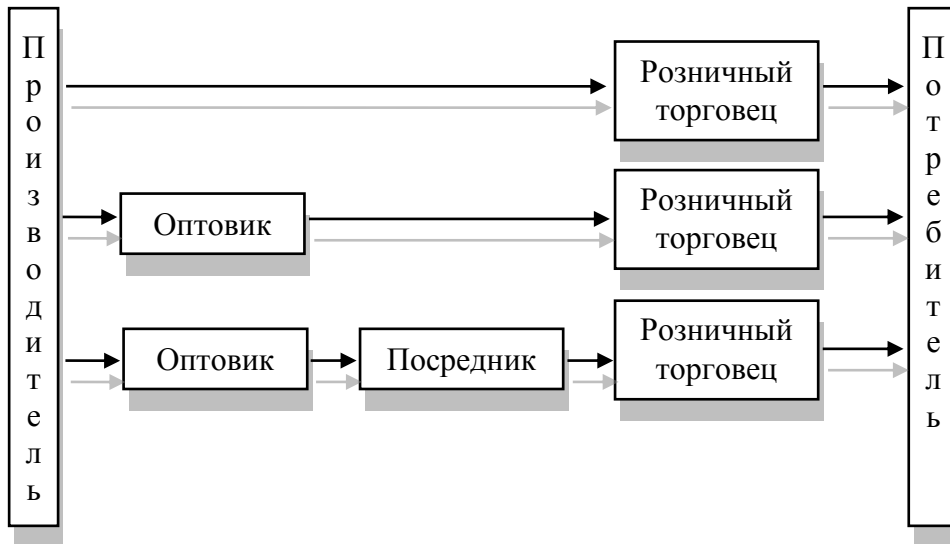 Производитель
Розничный
торговец
Оптовик
Розничный
торговец
Оптовик
Посредник
Розничный
торговец
Потребитель